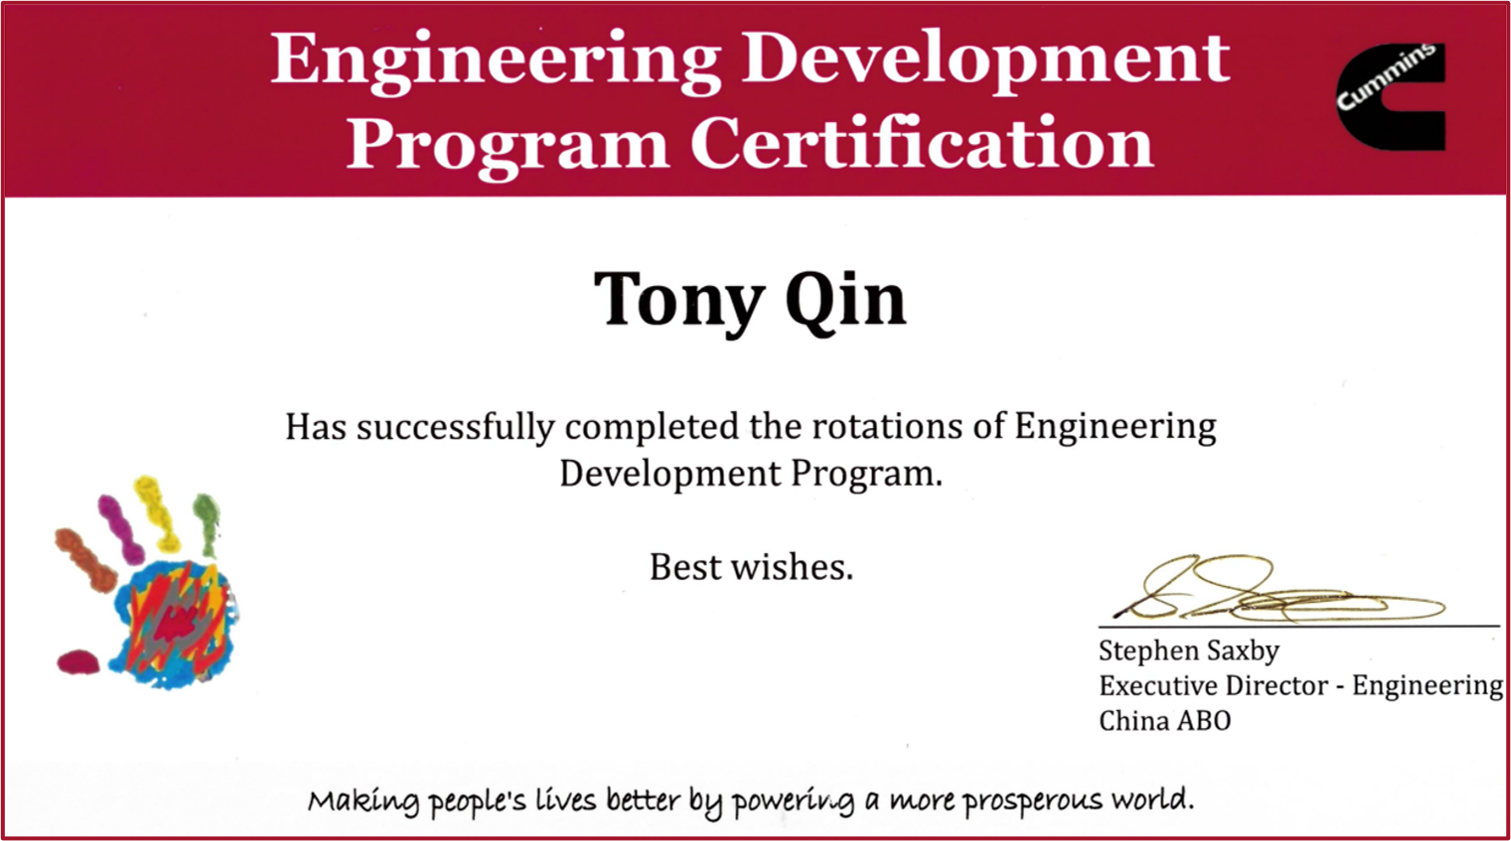 Engineering Development
Program Certification
Cummins
Tony Qin
Has successfully completed the rotations of Engineering
Development Program.
Best wishes.
Stephen Saxby
Executive Director - Engineering
China ABO
Making people's lives better by powering a more prosperous world.